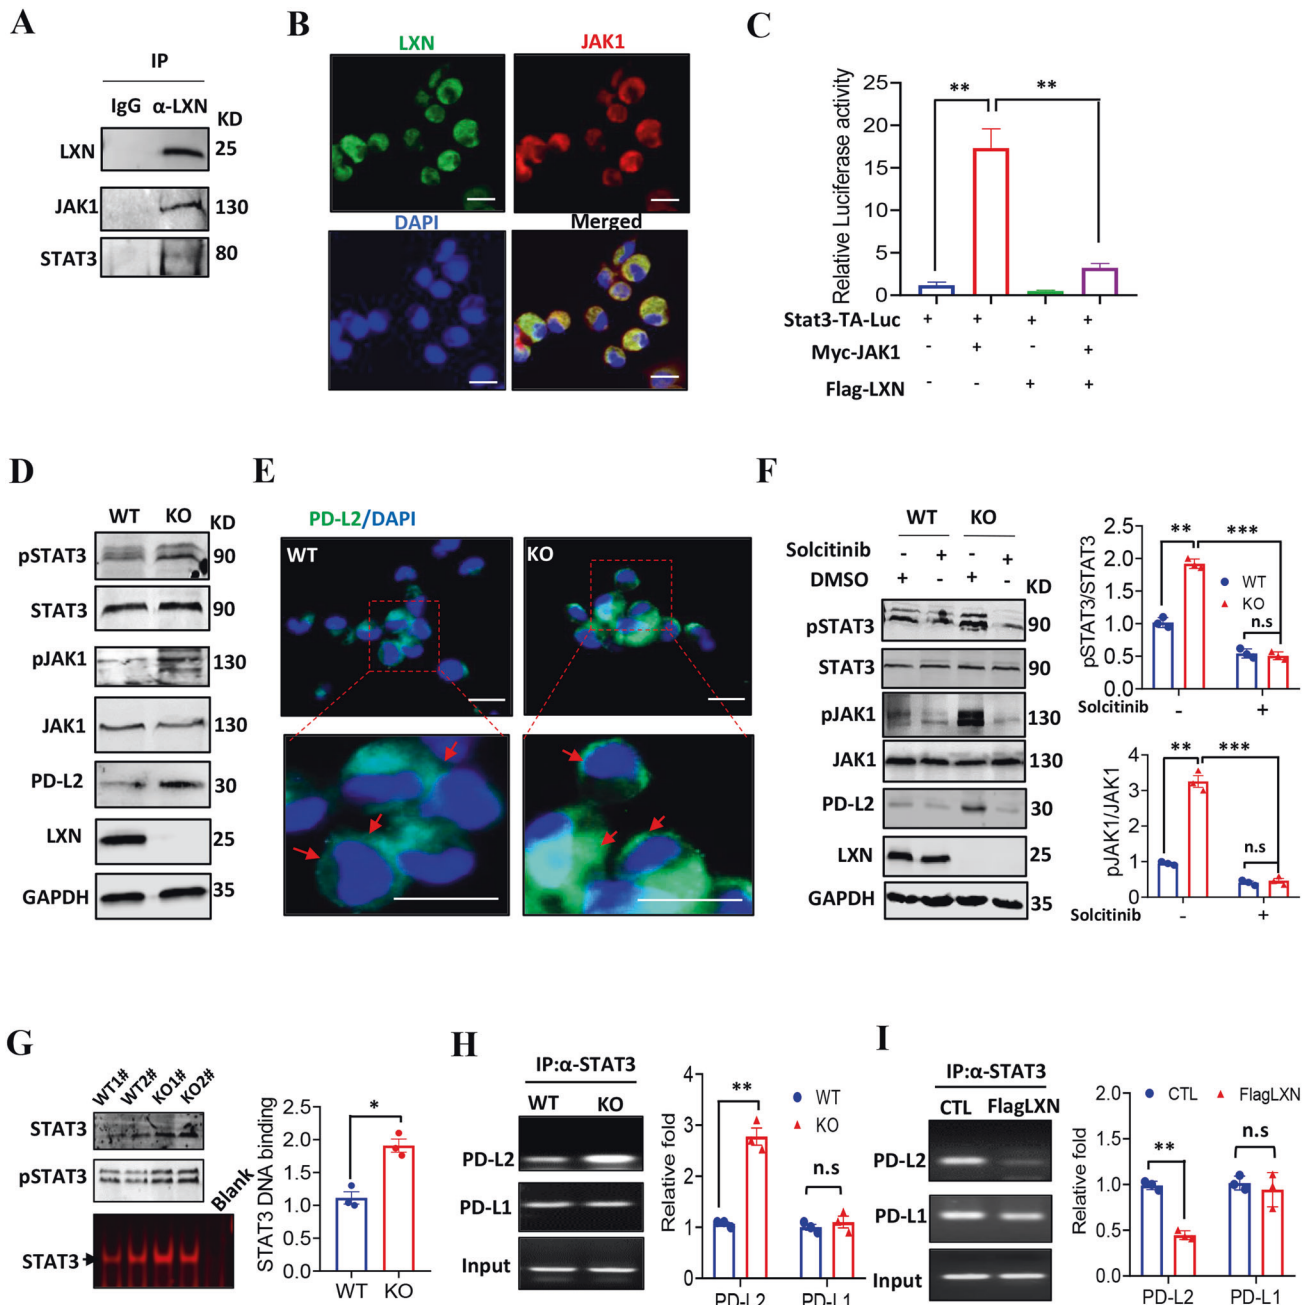 A
IP
IgG α-LXN
KD
LXN 25
JAK1 130
STAT3 80
B
LXN JAK1
DAPI Merged
C
Relative Luciferase activity
25
20
15
10
5
0
** **
Stat3-TA-Luc + + + +
Myc-JAK1 - + - +
Flag-LXN - - + +
D
WT KO KD
pSTAT3 90
STAT3 90
pJAK1 130
JAK1 130
PD-L2 30
LXN 25
GAPDH 35
E
PD-L2/DAPI
WT KO
F
WT KO
Solcitinib - + - +
DMSO + - + -
KD
pSTAT3 90
STAT3 90
pJAK1 130
JAK1 130
PD-L2 30
LXN 25
GAPDH 35
pSTAT3/STAT3
2.5
2.0
1.5
1.0
0.5
0.0
** ***
WT
KO
n.s
Solcitinib - +
pJAK1/JAK1
4
3
2
1
0
** ***
n.s
Solcitinib - +
G
WT1# WT2# KO1# KO2#
STAT3
pSTAT3
Blank
STAT3
STAT3 DNA binding
2.5
2.0
1.5
1.0
0.5
0.0
*
WT KO
H
IP:α-STAT3
WT KO
PD-L2
PD-L1
Input
Relative fold
4
3
2
1
0
**
WT
KO
n.s
PD-L2 PD-L1
I
IP:α-STAT3
CTL FlagLXN
PD-L2
PD-L1
Input
Relative fold
2.0
1.5
1.0
0.5
0.0
CTL FlagLXN
** n.s
PD-L2 PD-L1